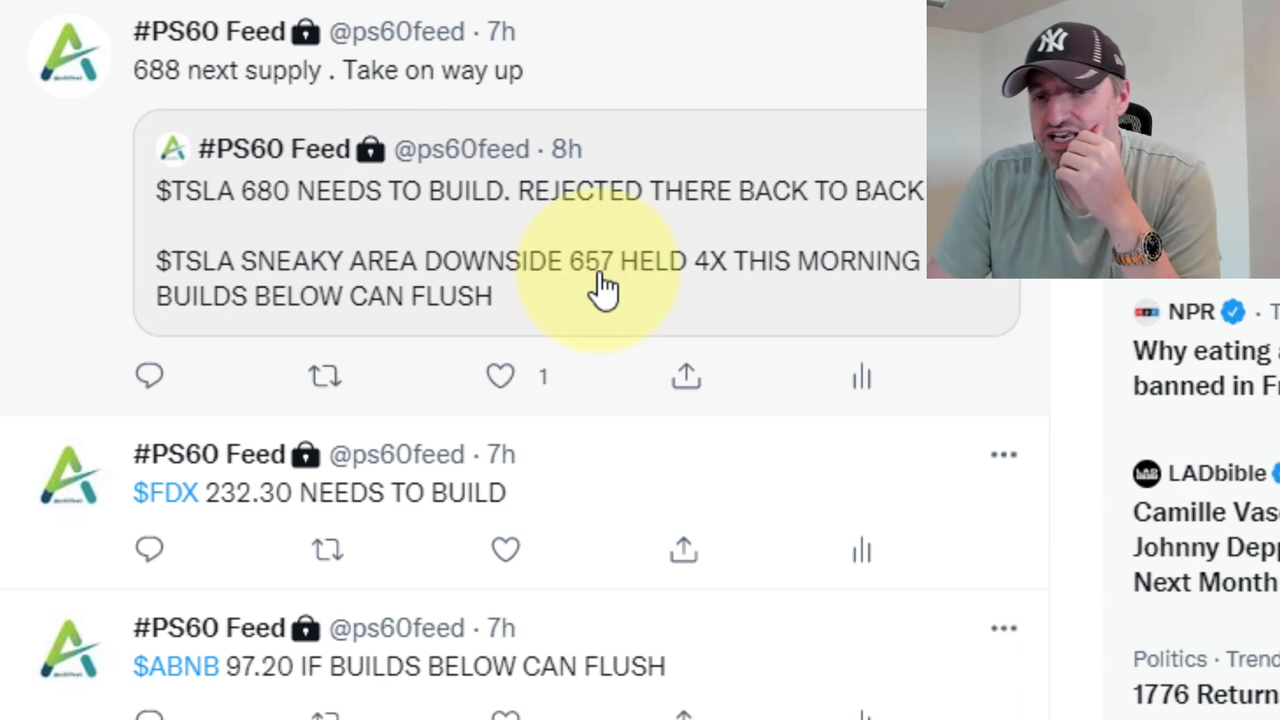 #PS60 Feed @ps60feed · 7h
688 next supply . Take on way up
#PS60 Feed @ps60feed · 8h
$TSLA 680 NEEDS TO BUILD. REJECTED THERE BACK TO BACK
$TSLA SNEAKY AREA DOWNSIDE 657 HELD 4X THIS MORNING
BUILDS BELOW CAN FLUSH
1
#PS60 Feed @ps60feed · 7h
$FDX 232.30 NEEDS TO BUILD
#PS60 Feed @ps60feed · 7h
$ABNB 97.20 IF BUILDS BELOW CAN FLUSH
NY
NPR ·
Why eating a
banned in Fr
LAD
LADbible
Camille Vas
Johnny Dep
Next Month
Politics · Trend
1776 Return